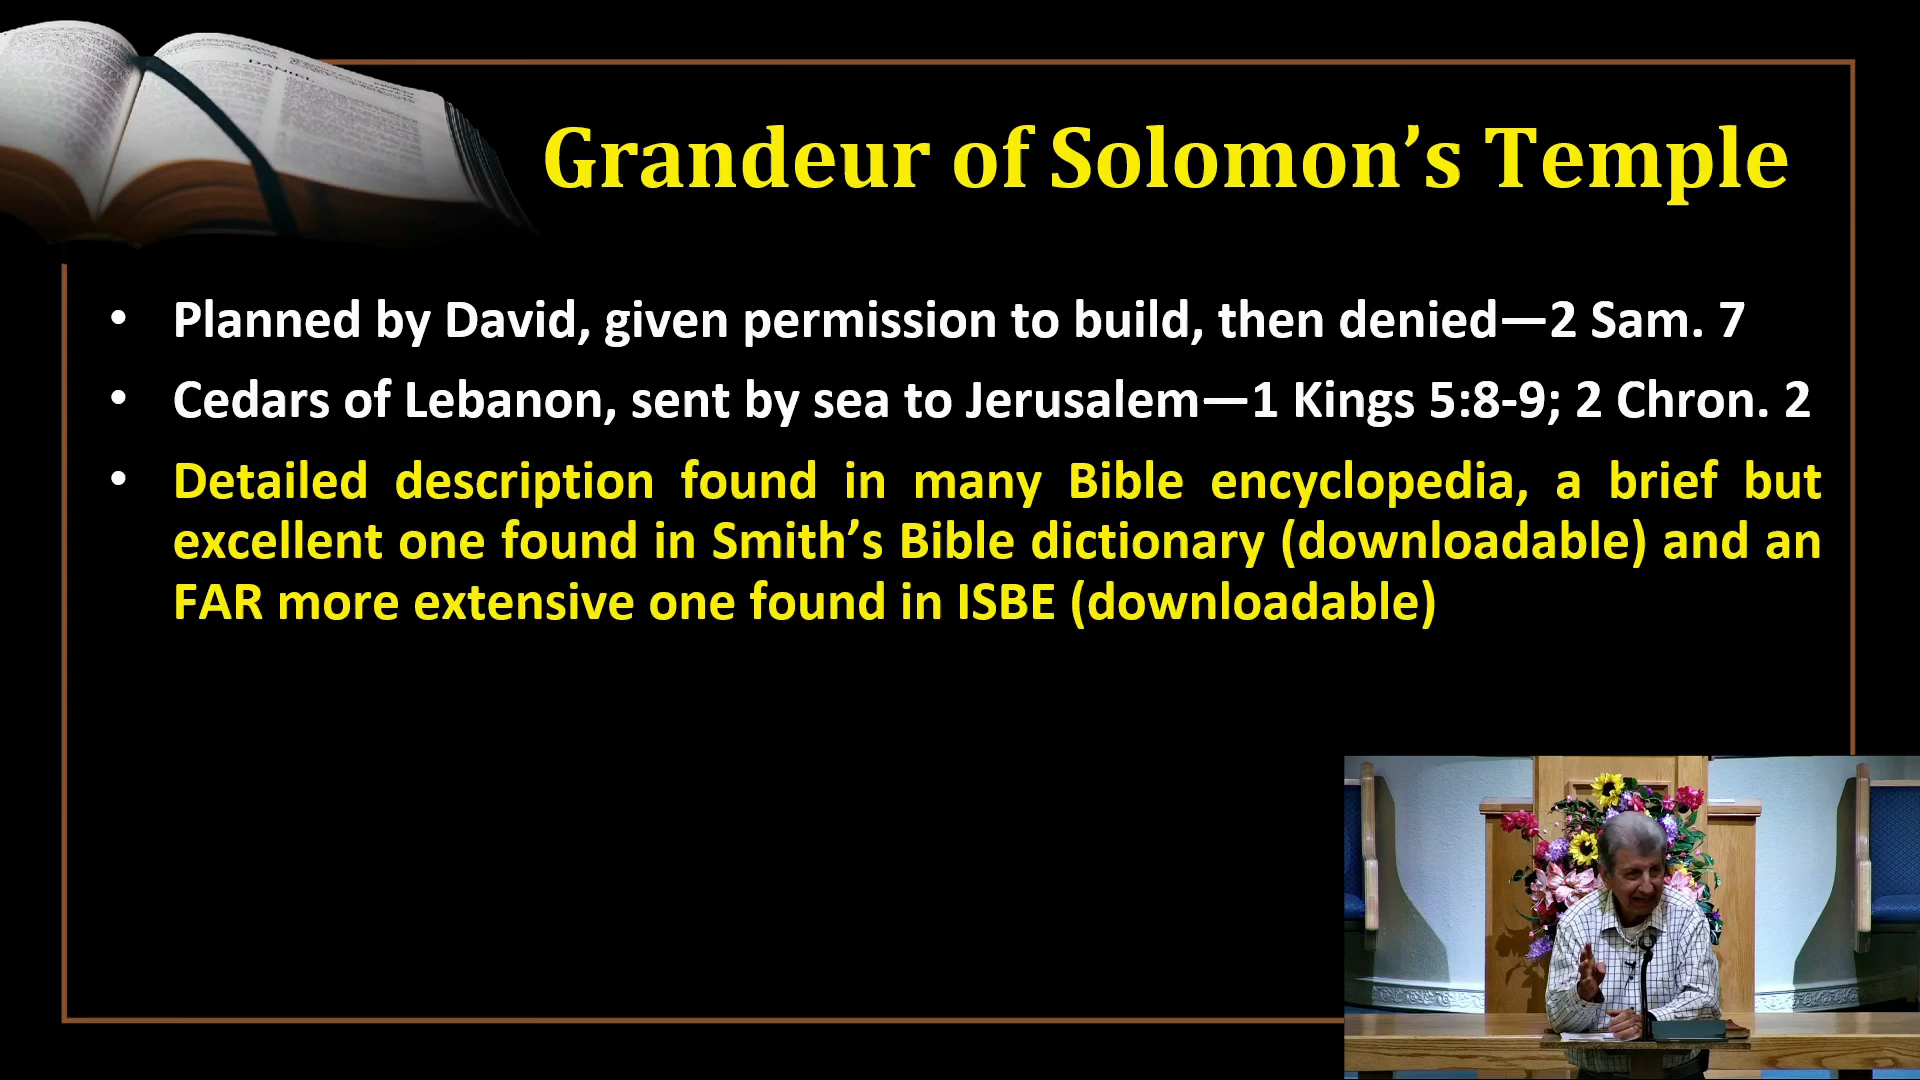 DANIEL
Grandeur of Solomon’s Temple
• Planned by David, given permission to build, then denied—2 Sam. 7
• Cedars of Lebanon, sent by sea to Jerusalem—1 Kings 5:8-9; 2 Chron. 2
• Detailed description found in many Bible encyclopedia, a brief but
excellent one found in Smith’s Bible dictionary (downloadable) and an
FAR more extensive one found in ISBE (downloadable)